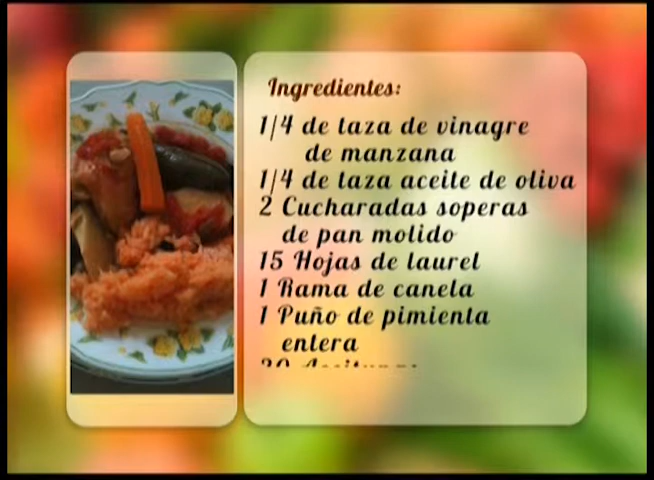 Ingredientes:
1/4 de taza de vinagre
de manzana
1/4 de taza aceite de oliva
2 Cucharadas soperas
de pan molido
15 Hojas de laurel
1 Rama de canela
1 Puño de pimienta
entera